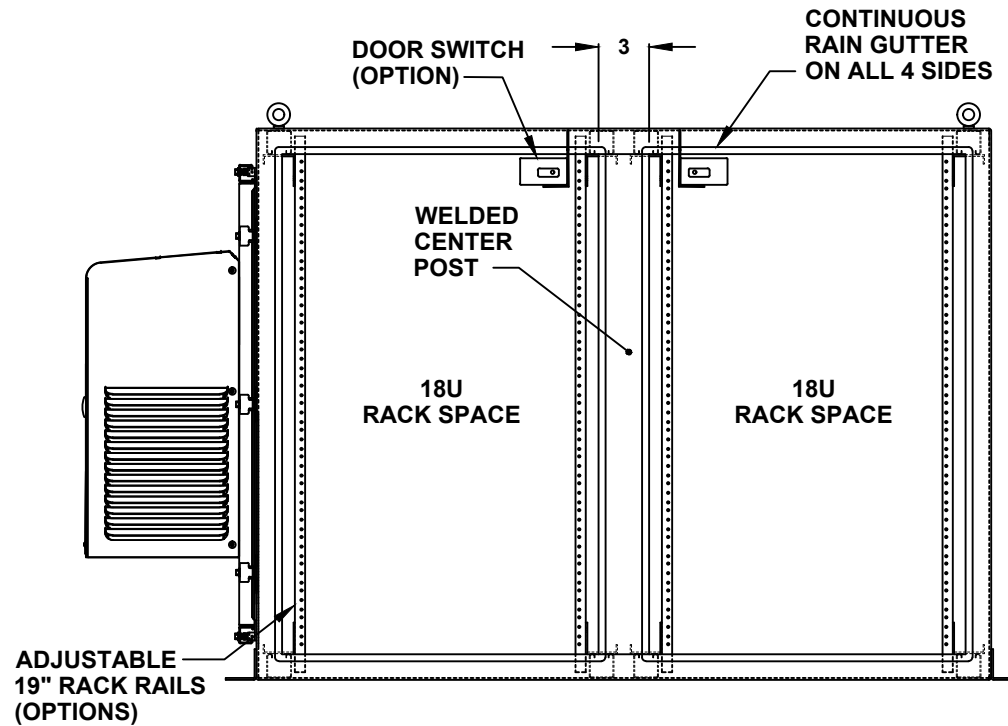 DOOR SWITCH
(OPTION)
3
CONTINUOUS
RAIN GUTTER
ON ALL 4 SIDES
WELDED
CENTER
POST
18U
RACK SPACE
18U
RACK SPACE
ADJUSTABLE
19" RACK RAILS
(OPTIONS)